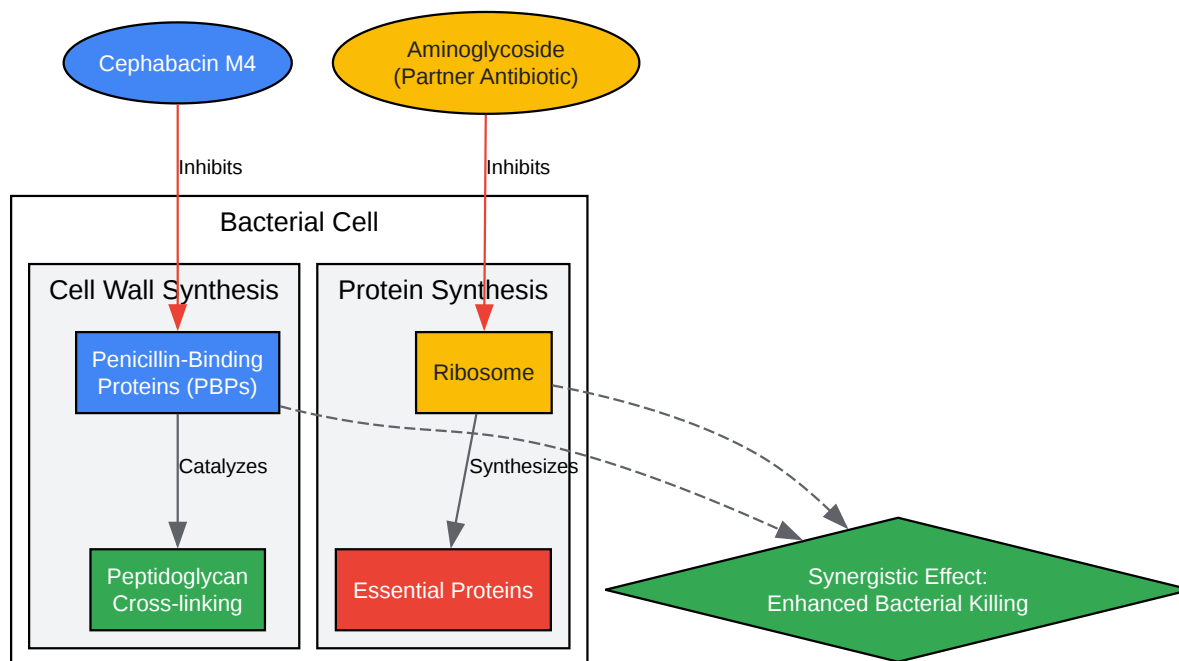 Cephabacin M4
Aminoglycoside
(Partner Antibiotic)
Inhibits
Inhibits
Bacterial Cell
Cell Wall Synthesis
Protein Synthesis
Penicillin-Binding
Proteins (PBPs)
Ribosome
Catalyzes
Synthesizes
Peptidoglycan
Cross-linking
Essential Proteins
Synergistic Effect:
Enhanced Bacterial Killing